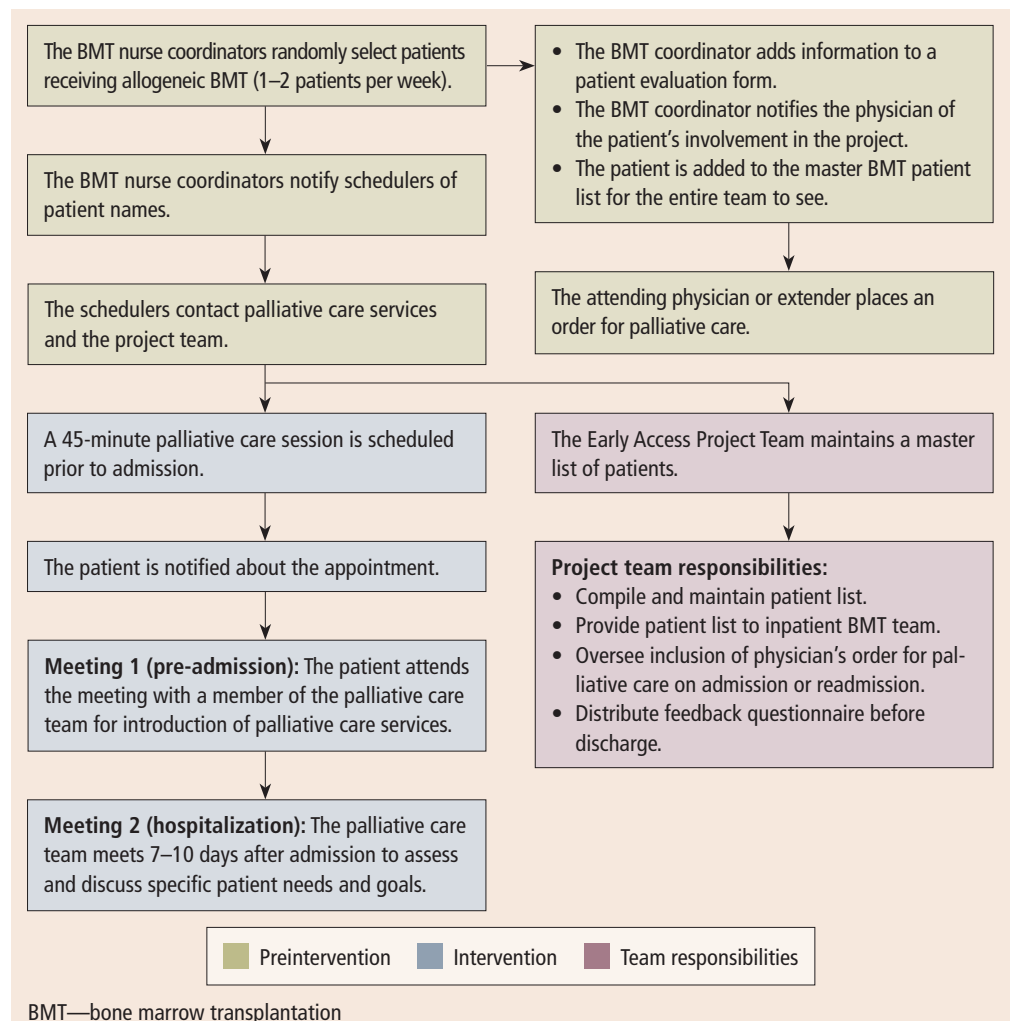 The BMT nurse coordinators randomly select patients
receiving allogeneic BMT (1–2 patients per week).
• The BMT coordinator adds information to a
patient evaluation form.
• The BMT coordinator notifies the physician of
the patient's involvement in the project.
• The patient is added to the master BMT patient
list for the entire team to see.
The BMT nurse coordinators notify schedulers of
patient names.
The schedulers contact palliative care services
and the project team.
The attending physician or extender places an
order for palliative care.
A 45-minute palliative care session is scheduled
prior to admission.
The Early Access Project Team maintains a master
list of patients.
The patient is notified about the appointment.
Project team responsibilities:
• Compile and maintain patient list.
• Provide patient list to inpatient BMT team.
• Oversee inclusion of physician's order for pal-
liative care on admission or readmission.
• Distribute feedback questionnaire before
discharge.
Meeting 1 (pre-admission): The patient attends
the meeting with a member of the palliative care
team for introduction of palliative care services.
Meeting 2 (hospitalization): The palliative care
team meets 7–10 days after admission to assess
and discuss specific patient needs and goals.
Preintervention
Intervention
Team responsibilities
BMT—bone marrow transplantation